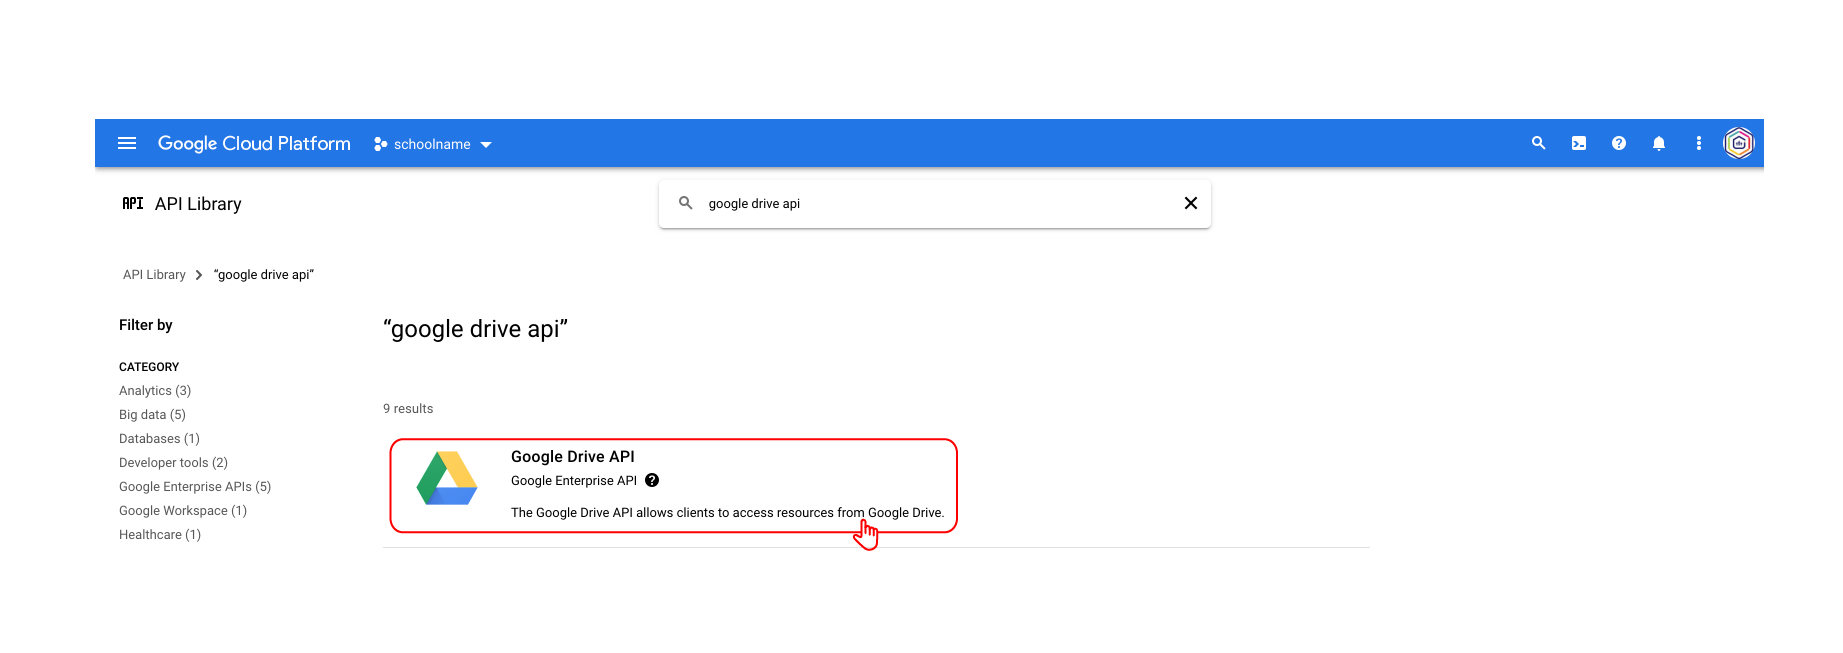 Google Cloud Platform schoolname
API API Library
google drive api
API Library > “google drive api”
Filter by
“google drive api”
CATEGORY
Analytics (3)
Big data (5)
Databases (1)
Developer tools (2)
Google Enterprise APIs (5)
Google Workspace (1)
Healthcare (1)
9 results
Google Drive API
Google Enterprise API
The Google Drive API allows clients to access resources from Google Drive.